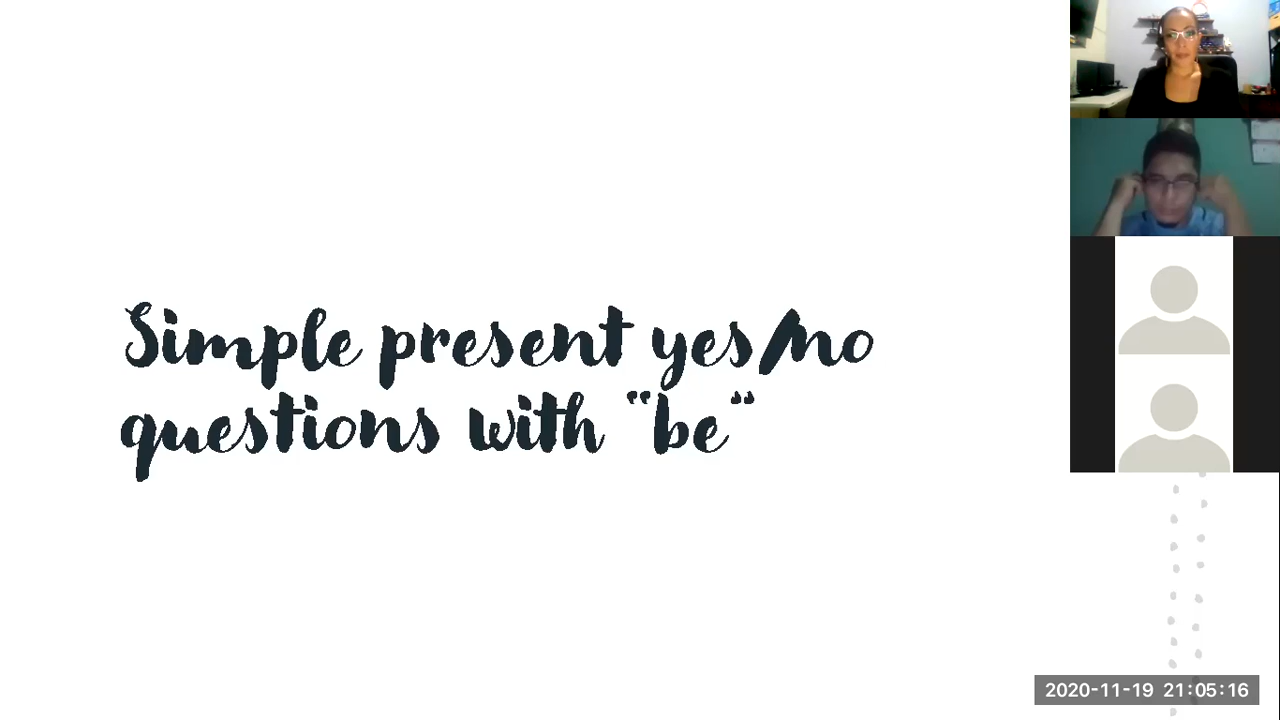 Simple present yes/no
questions with "be"
2020-11-19 21:05:16